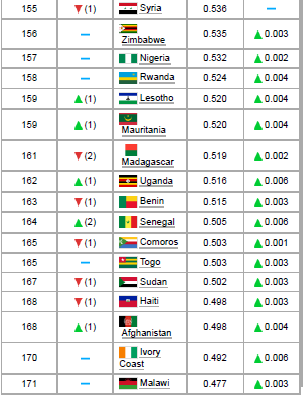 155 (1) Syria 0.536
156 Zimbabwe 0.535 0.003
157 Nigeria 0.532 0.002
158 Rwanda 0.524 0.004
159 (1) Lesotho 0.520 0.004
159 (1) Mauritania 0.520 0.004
161 (2) Madagascar 0.519 0.002
162 (1) Uganda 0.516 0.006
163 (1) Benin 0.515 0.003
164 (2) Senegal 0.505 0.006
165 (1) Comoros 0.503 0.001
165 Togo 0.503 0.003
167 (1) Sudan 0.502 0.003
168 (1) Haiti 0.498 0.003
168 (1) Afghanistan 0.498 0.004
170 Ivory
Coast 0.492 0.006
171 Malawi 0.477 0.003